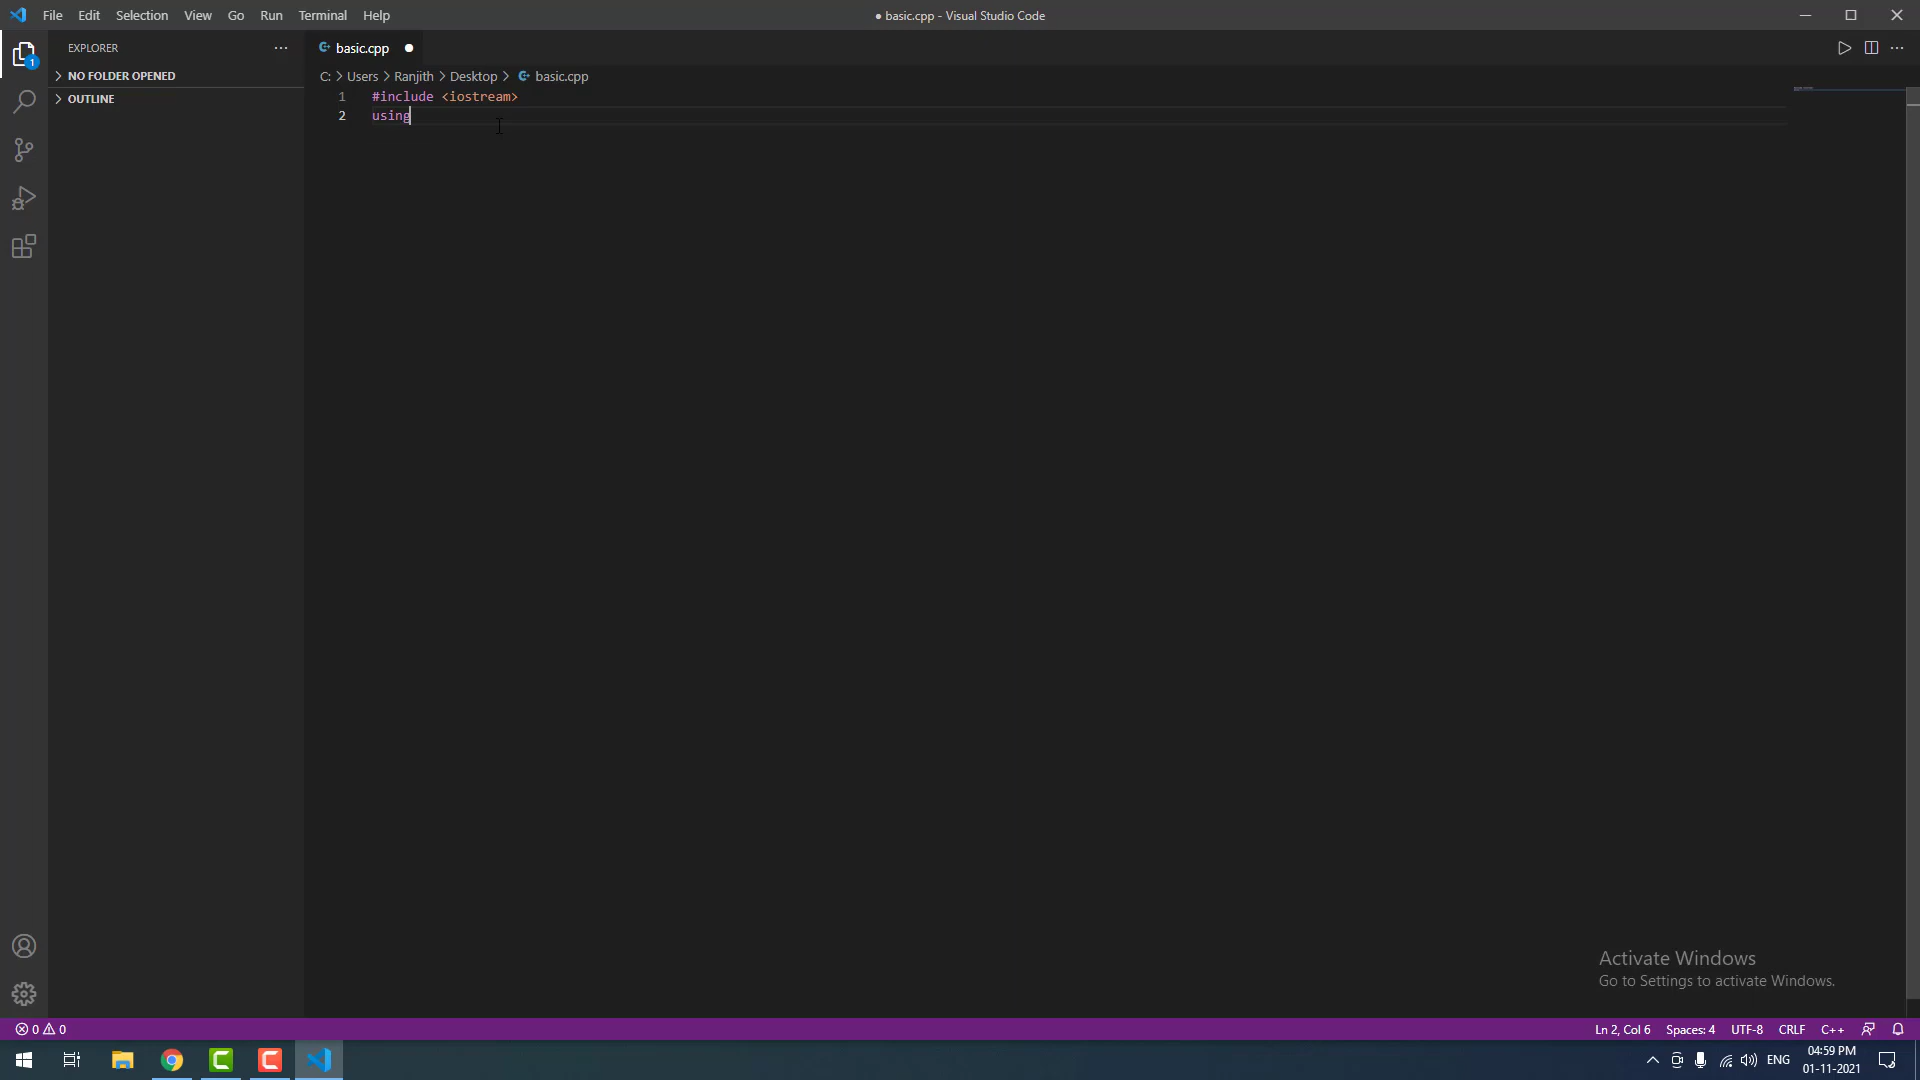 File Edit Selection View Go Run Terminal Help
● basic.cpp - Visual Studio Code
EXPLORER
basic.cpp
1
NO FOLDER OPENED
C: > Users > Ranjith > Desktop > basic.cpp
OUTLINE
1 #include <iostream>
2 using
Activate Windows
Go to Settings to activate Windows.
0 0
Ln 2, Col 6 Spaces: 4 UTF-8 CRLF C++
ENG
04:59 PM
01-11-2021